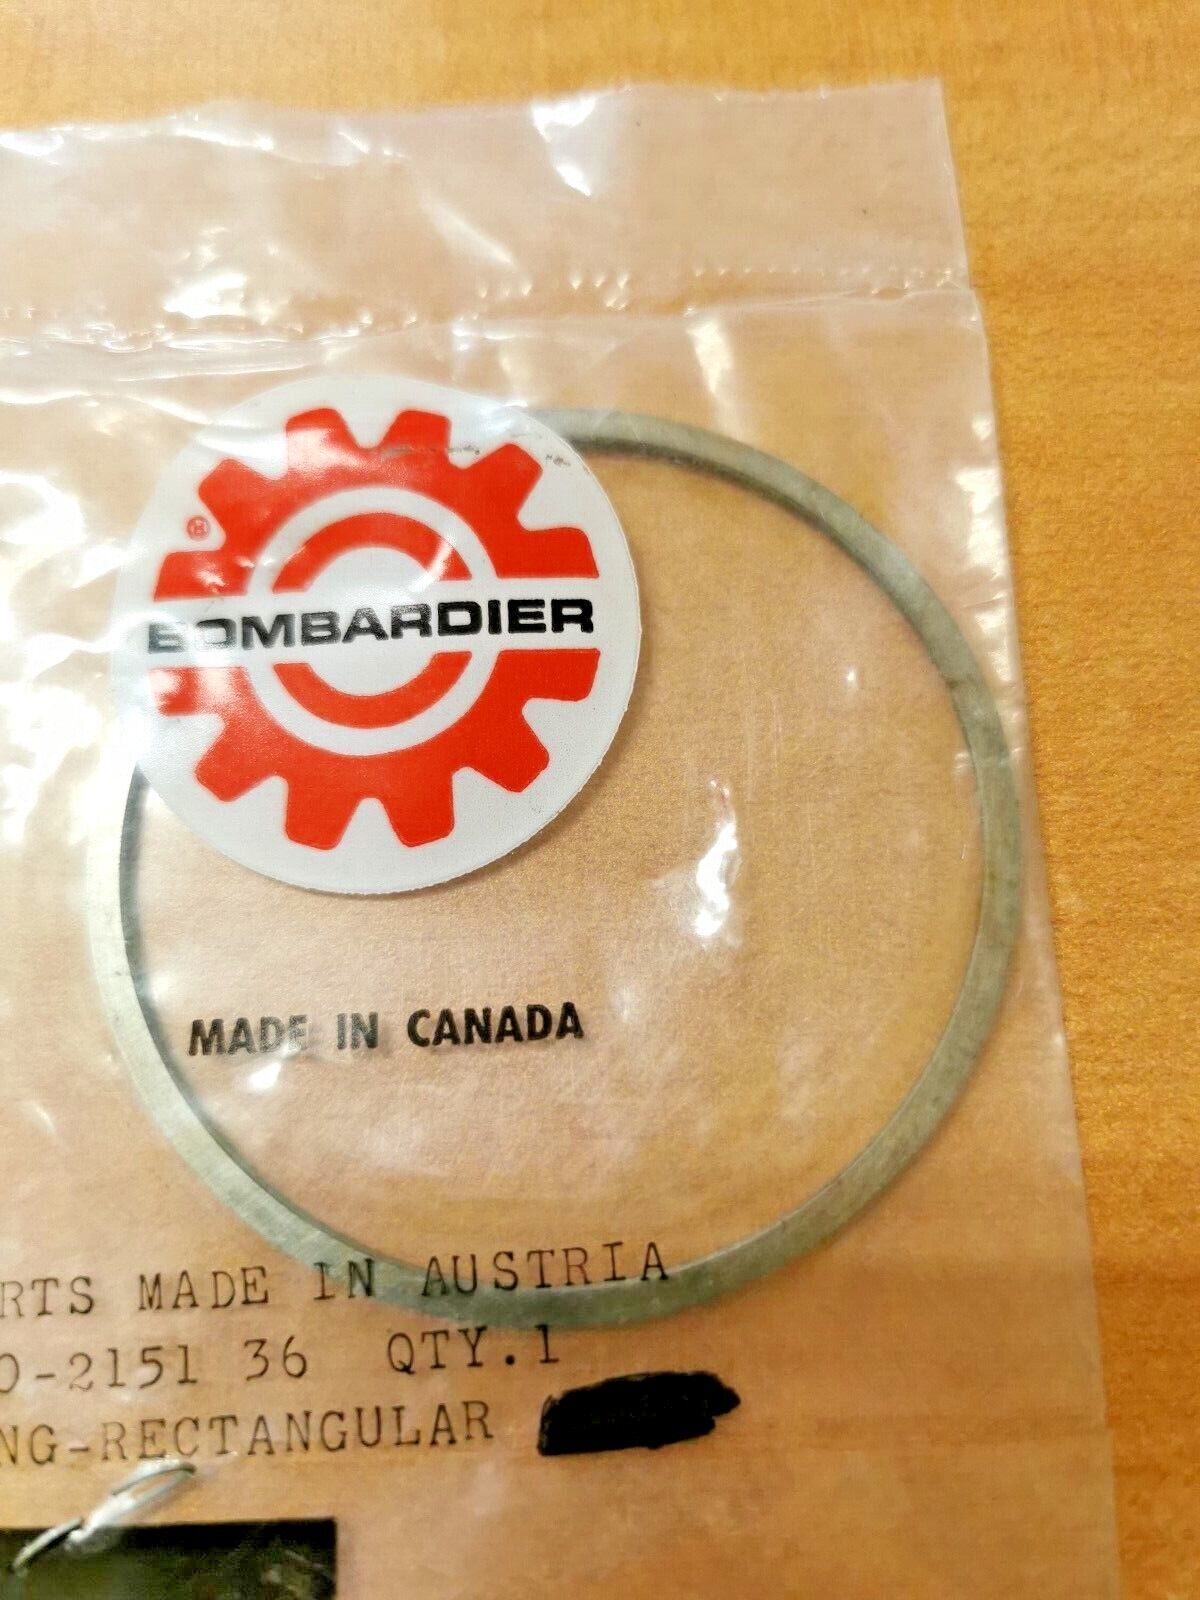 ®
BOMBARDIER
MADE IN CANADA
RTS MADE IN AUSTRIA
0-2151 36 QTY.1
NG-RECTANGULAR